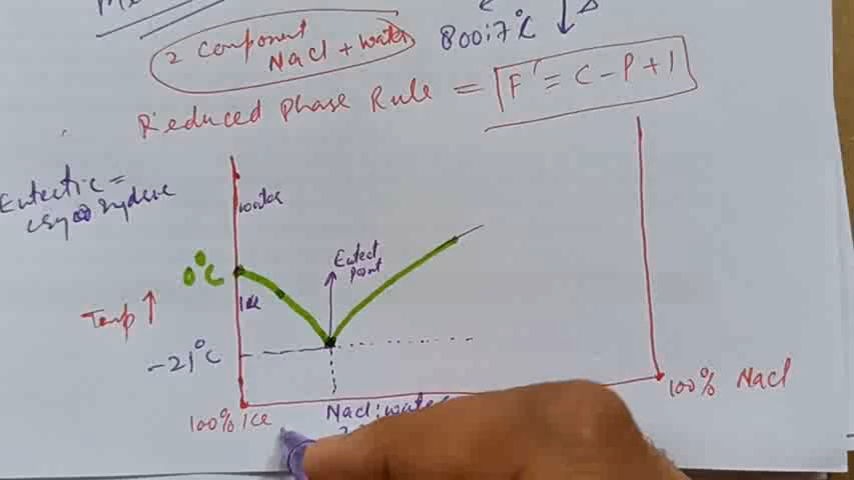 2 Component
Nacl + water
800.7°C
Reduced Phase Rule = F' = C - P + 1
Eutectic =
water
0°C
Eutect
point
Ice
Temp ↑
-21°C
100% Ice
Nacl : water
100% Nacl